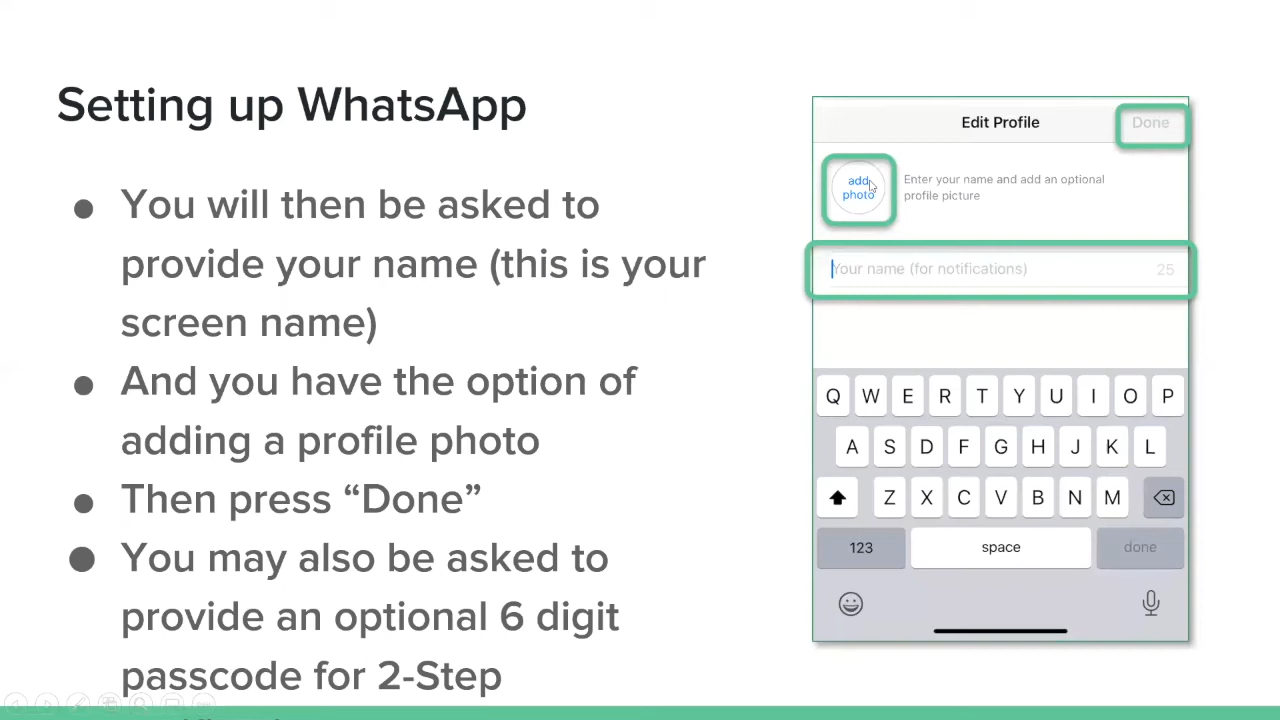 Setting up WhatsApp
● You will then be asked to
provide your name (this is your
screen name)
● And you have the option of
adding a profile photo
● Then press “Done”
● You may also be asked to
provide an optional 6 digit
passcode for 2-Step
Edit Profile
Done
add
photo
Enter your name and add an optional
profile picture
Your name (for notifications)
25
Q W E R T Y U I O P
A S D F G H J K L
Z X C V B N M
123
space
done